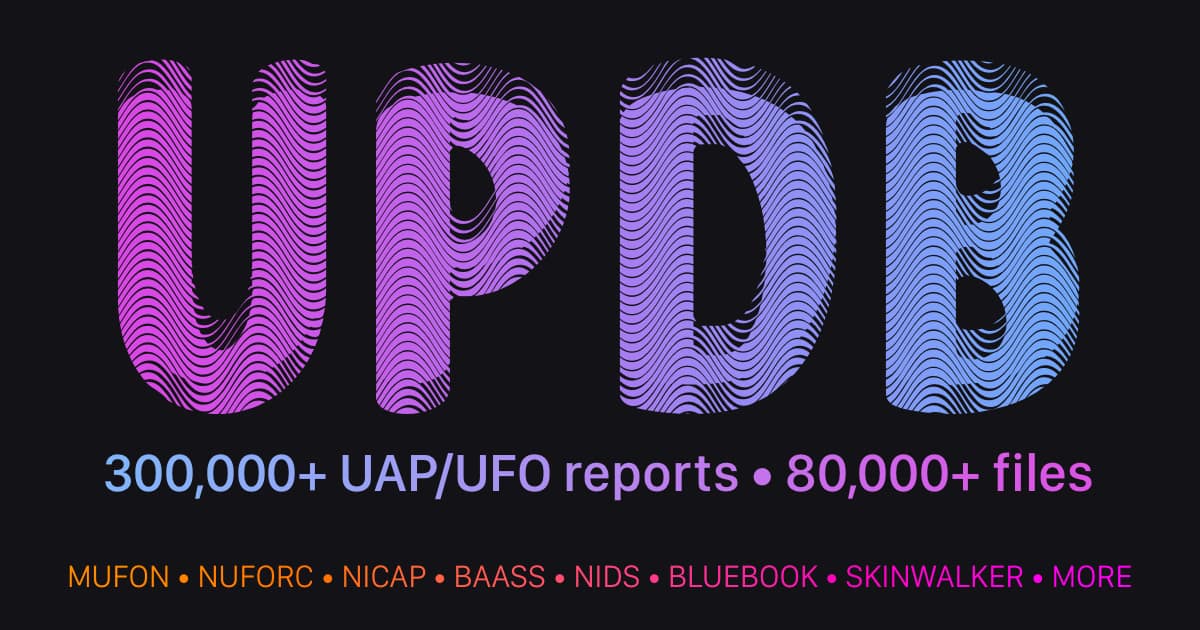 UPDB
300,000+ UAP/UFO reports • 80,000+ files
MUFON • NUFORC • NICAP • BAASS • NIDS • BLUEBOOK • SKINWALKER • MORE